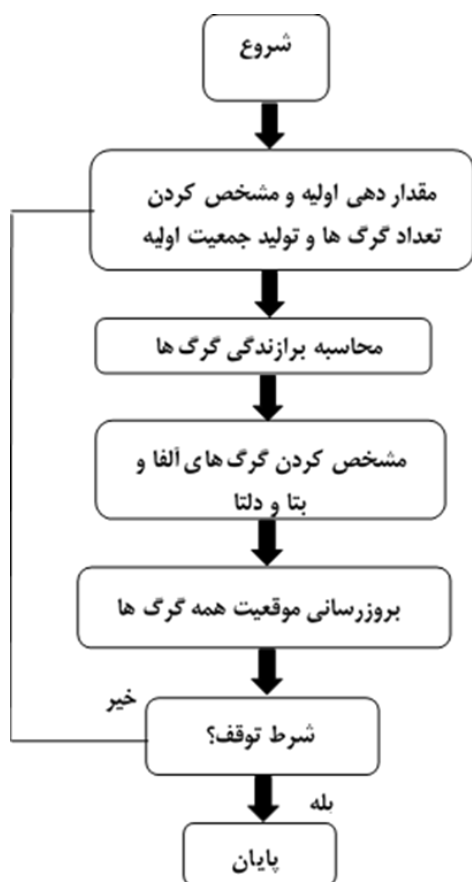 شروع
مقدار دهی اولیه و مشخص کردن
تعداد گرگ ها و تولید جمعیت اولیه
محاسبه برازندگی گرگ ها
مشخص کردن گرگ های آلفا و
بتا و دلتا
بروزرسانی موقعیت همه گرگ ها
خیر
شرط توقف؟
بله
پایان